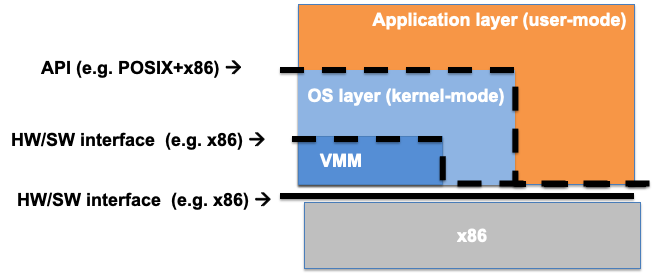 Application layer (user-mode)
API (e.g. POSIX+x86) →
OS layer (kernel-mode)
HW/SW interface (e.g. x86) →
VMM
HW/SW interface (e.g. x86) →
x86